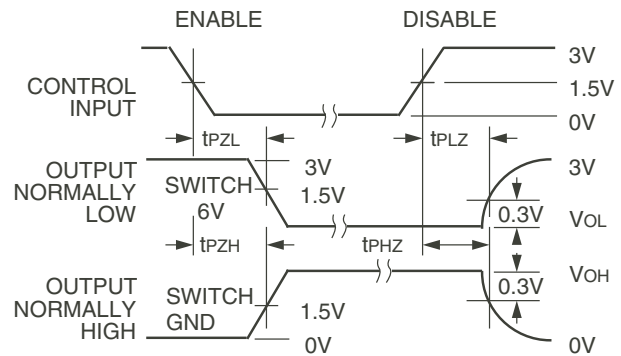 ENABLE DISABLE
3V
CONTROL INPUT 1.5V
0V
tPZL tPLZ
OUTPUT NORMALLY LOW 3V 3V
SWITCH 6V 1.5V
0.3V VOL
tPZH tPHZ
VOH
OUTPUT NORMALLY HIGH SWITCH GND 0.3V
1.5V
0V 0V